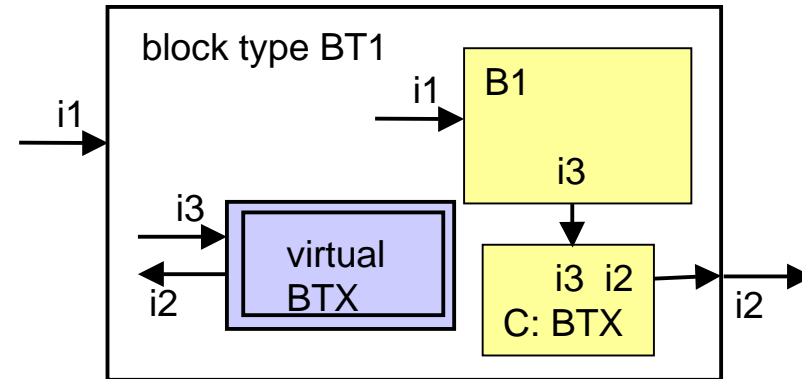 block type BT1
B1
i1
i1
i3
i3
virtual
BTX
i2
i3 i2
C: BTX
i2